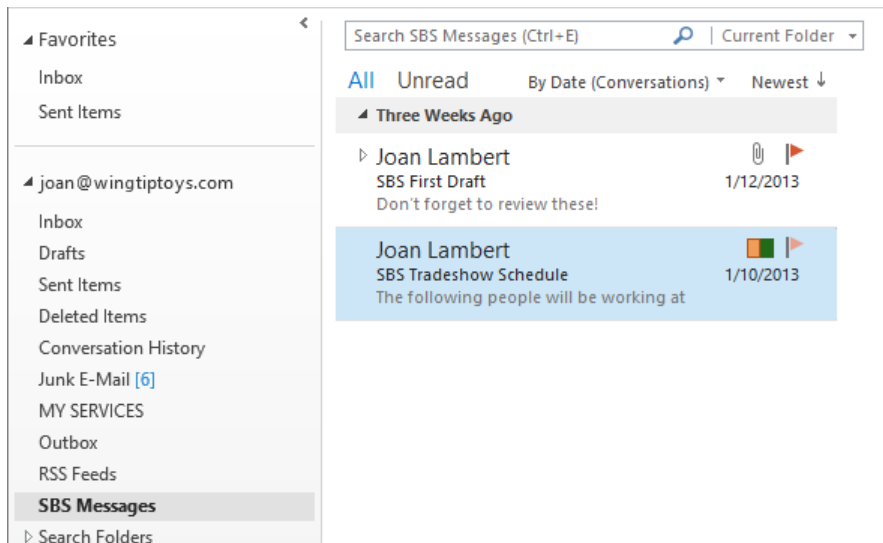 Favorites
Inbox
Sent Items
joan@wingtiptoys.com
Inbox
Drafts
Sent Items
Deleted Items
Conversation History
Junk E-Mail [6]
MY SERVICES
Outbox
RSS Feeds
SBS Messages
Search Folders
Search SBS Messages (Ctrl+E) Current Folder
All Unread By Date (Conversations) Newest
Three Weeks Ago
Joan Lambert
SBS First Draft 1/12/2013
Don't forget to review these!
Joan Lambert
SBS Tradeshow Schedule 1/10/2013
The following people will be working at